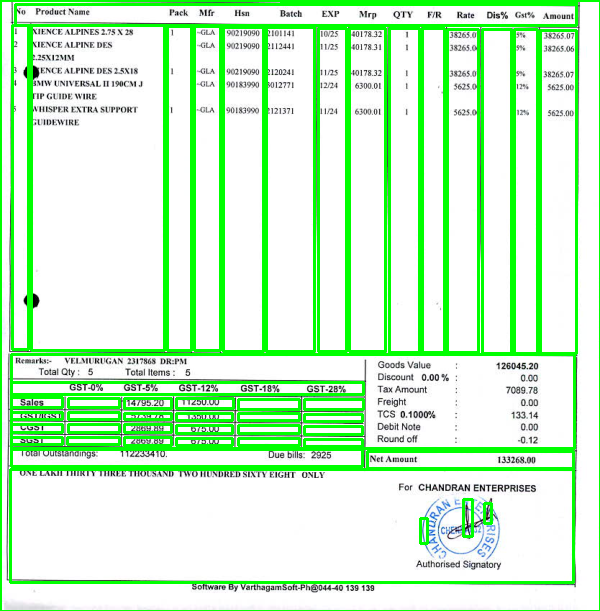 No Product Name Pack Mfr Hsn Batch EXP Mrp QTY F/R Rate Dis% Gst% Amount
1 XIENCE ALPINES 2.75 X 28 1 ~GLA 90219090 2101141 10/25 40178.32 1 38265.07 5% 38265.07
2 XIENCE ALPINE DES ~GLA 90219090 2112441 11/25 40178.31 1 38265.06 5% 38265.06
2.25X12MM
3 XIENCE ALPINE DES 2.5X18 ~GLA 90219090 2120241 11/25 40178.32 1 38265.07 5% 38265.07
4 HMW UNIVERSAL II 190CM J ~GLA 90183990 3012771 12/24 6300.01 1 5625.00 12% 5625.00
TIP GUIDE WIRE
5 WHISPER EXTRA SUPPORT 1 ~GLA 90183990 2121371 11/24 6300.01 1 5625.00 12% 5625.00
GUIDEWIRE
Remarks:- VELMURUGAN 2317868 DR:PM
Total Qty : 5 Total Items : 5
GST-0% GST-5% GST-12% GST-18% GST-28%
Sales 14795.20 11250.00
GST/IGST 5739.78 1350.00
CGST 2869.89 675.00
SGST 2869.89 675.00
Total Outstandings: 112233410. Due bills: 2925
Goods Value : 126045.20
Discount 0.00 % : 0.00
Tax Amount : 7089.78
Freight : 0.00
TCS 0.1000% : 133.14
Debit Note : 0.00
Round off : -0.12
Net Amount 133268.00
ONE LAKH THIRTY THREE THOUSAND TWO HUNDRED SIXTY EIGHT ONLY
For CHANDRAN ENTERPRISES
CHANDRAN ENTERPRISES
Authorised Signatory
Software By VarthagamSoft-Ph@044-40 139 139